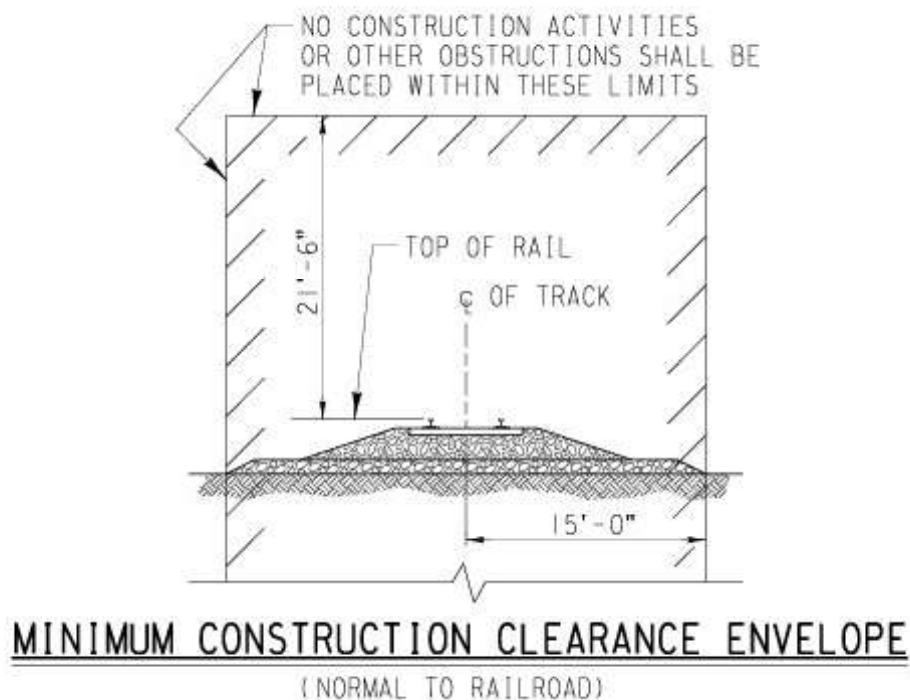 NO CONSTRUCTION ACTIVITIES
OR OTHER OBSTRUCTIONS SHALL BE
PLACED WITHIN THESE LIMITS
21'-6"
TOP OF RAIL
℄ OF TRACK
15'-0"
MINIMUM CONSTRUCTION CLEARANCE ENVELOPE
(NORMAL TO RAILROAD)